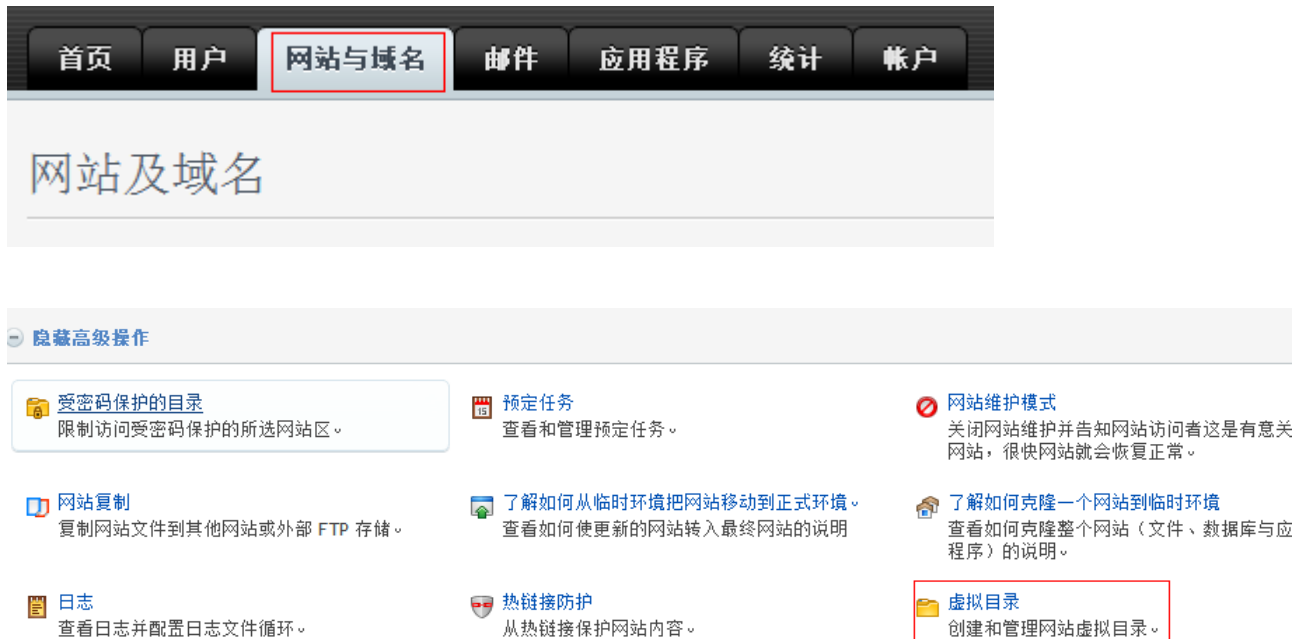 首页 用户 网站与域名 邮件 应用程序 统计 帐户
网站及域名
隐藏高级操作
受密码保护的目录 预定任务 网站维护模式
限制访问受密码保护的所选网站区。 查看和管理预定任务。 关闭网站维护并告知网站访问者这是有意关
网站，很快网站就会恢复正常。
网站复制 了解如何从临时环境把网站移动到正式环境。 了解如何克隆一个网站到临时环境
复制网站文件到其他网站或外部 FTP 存储。 查看如何使更新的网站转入最终网站的说明 查看如何克隆整个网站（文件、数据库与应
程序）的说明。
日志 热链接防护 虚拟目录
查看日志并配置日志文件循环。 从热链接保护网站内容。 创建和管理网站虚拟目录。